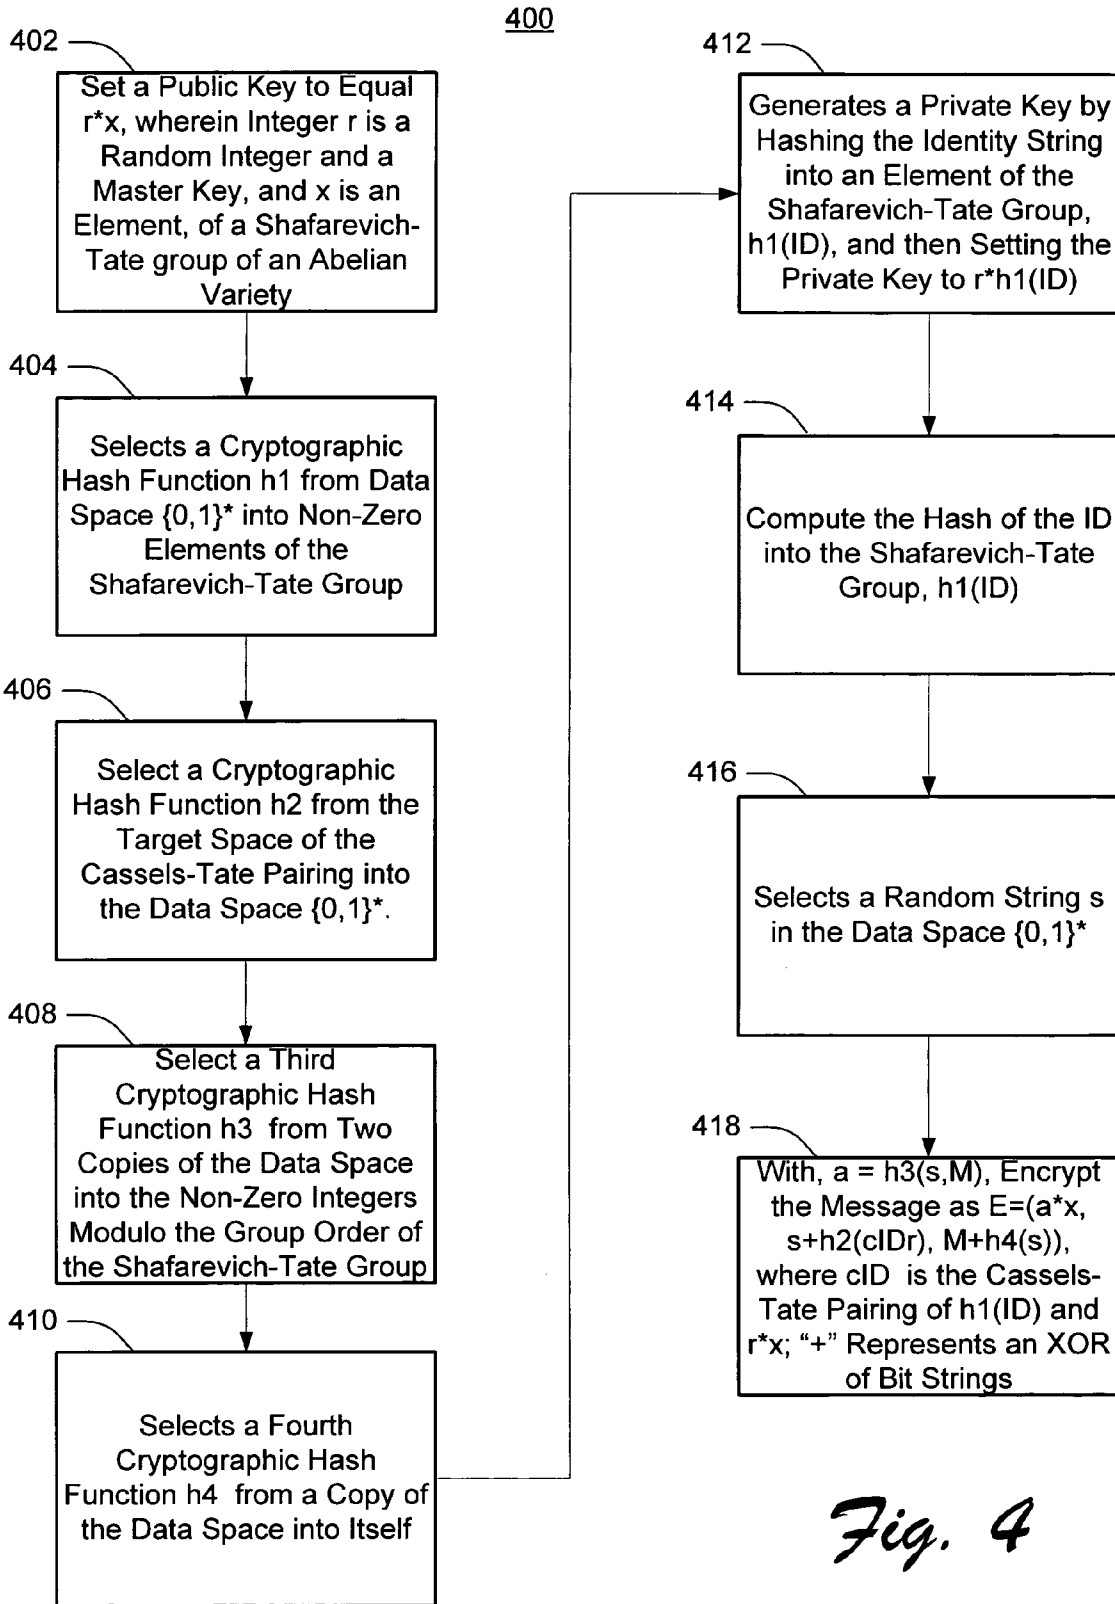 400
402
Set a Public Key to Equal
r*x, wherein Integer r is a
Random Integer and a
Master Key, and x is an
Element, of a Shafarevich-
Tate group of an Abelian
Variety
404
Selects a Cryptographic
Hash Function h1 from Data
Space {0,1}* into Non-Zero
Elements of the
Shafarevich-Tate Group
406
Select a Cryptographic
Hash Function h2 from the
Target Space of the
Cassels-Tate Pairing into
the Data Space {0,1}*.
408
Select a Third
Cryptographic Hash
Function h3 from Two
Copies of the Data Space
into the Non-Zero Integers
Modulo the Group Order of
the Shafarevich-Tate Group
410
Selects a Fourth
Cryptographic Hash
Function h4 from a Copy of
the Data Space into Itself
412
Generates a Private Key by
Hashing the Identity String
into an Element of the
Shafarevich-Tate Group,
h1(ID), and then Setting the
Private Key to r*h1(ID)
414
Compute the Hash of the ID
into the Shafarevich-Tate
Group, h1(ID)
416
Selects a Random String s
in the Data Space {0,1}*
418
With, a = h3(s,M), Encrypt
the Message as E=(a*x,
s+h2(cIDr), M+h4(s)),
where cID is the Cassels-
Tate Pairing of h1(ID) and
r*x; “+” Represents an XOR
of Bit Strings
Fig. 4